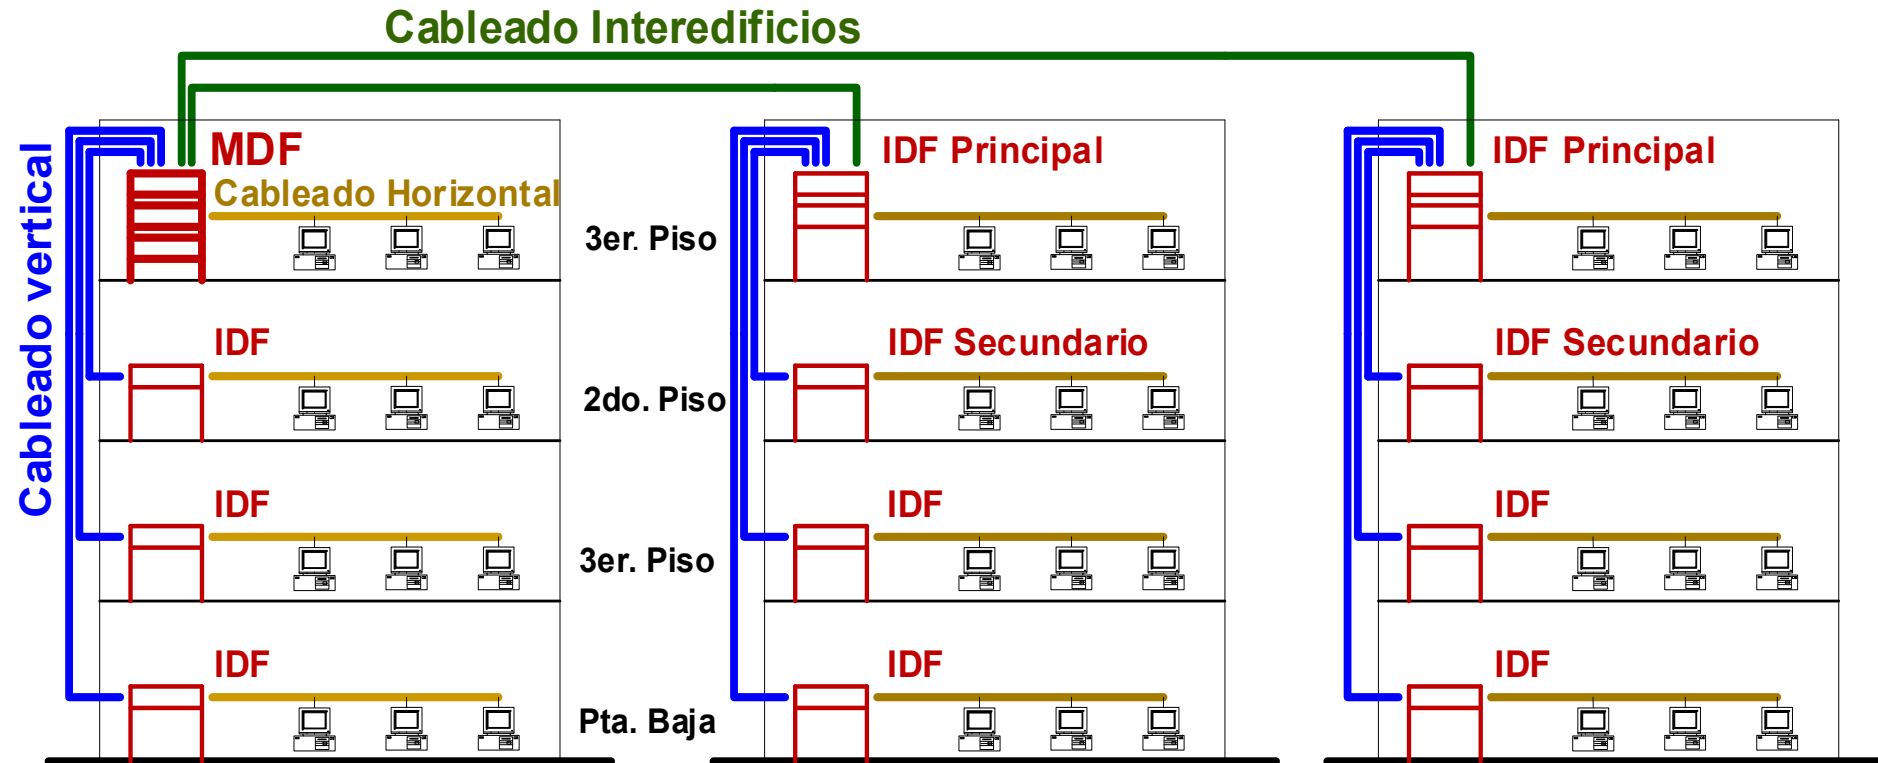 Cableado Interedificios
Cableado vertical
MDF
Cableado Horizontal
IDF Principal
IDF Principal
3er. Piso
IDF
IDF Secundario
IDF Secundario
2do. Piso
IDF
IDF
IDF
3er. Piso
IDF
IDF
IDF
Pta. Baja